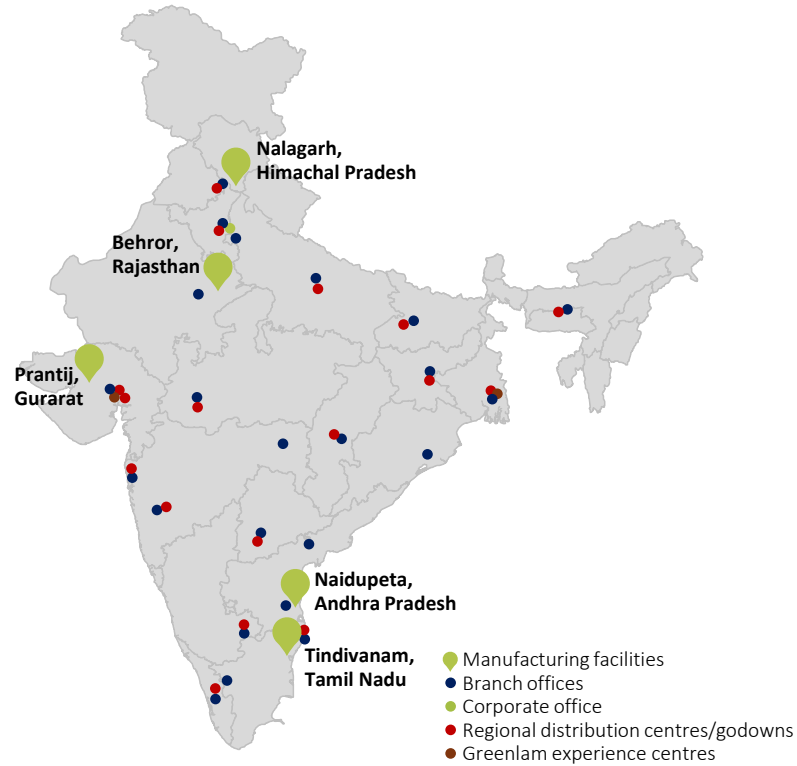 Nalagarh,
Himachal Pradesh
Behror,
Rajasthan
Prantij,
Gurarat
Naidupeta,
Andhra Pradesh
Tindivanam,
Tamil Nadu
Manufacturing facilities
Branch offices
Corporate office
Regional distribution centres/godowns
Greenlam experience centres